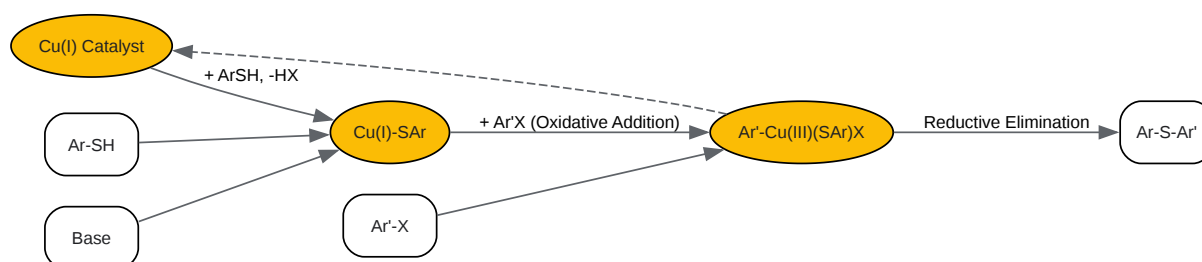 Cu(I) Catalyst
+ ArSH, -HX
Ar-SH
Cu(I)-SAr
+ Ar'X (Oxidative Addition)
Ar'-Cu(III)(SAr)X
Reductive Elimination
Ar-S-Ar'
Base
Ar'-X